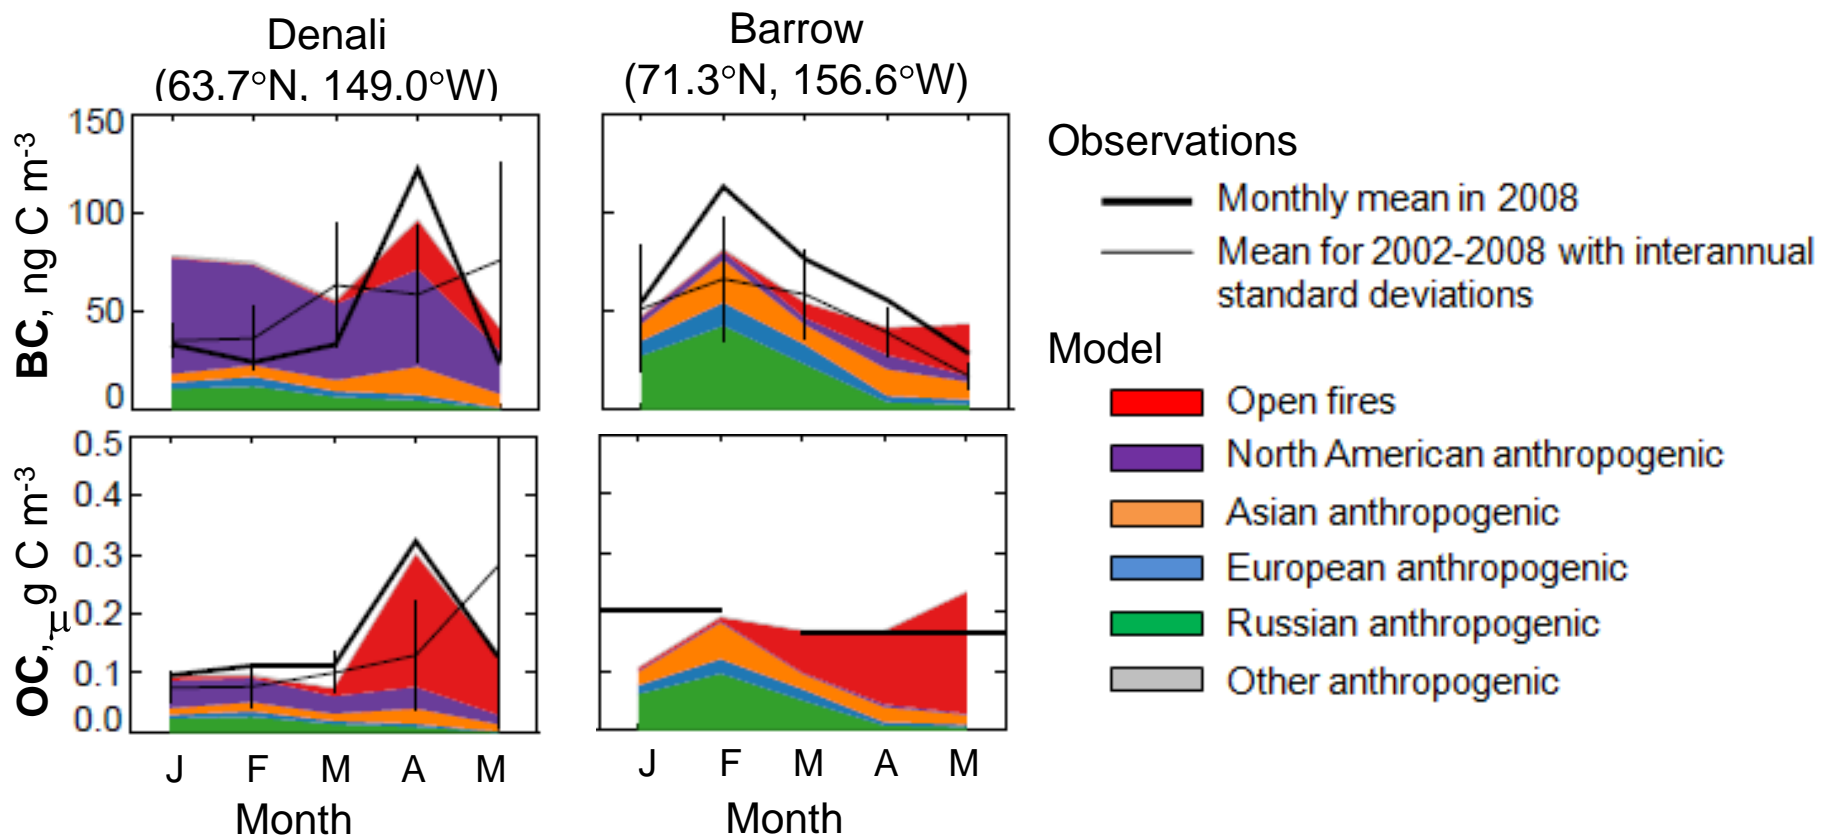 Denali
(63.7°N, 149.0°W)
Barrow
(71.3°N, 156.6°W)
BC, ng C m-3
150
100
50
0
OC, μg C m-3
0.5
0.4
0.3
0.2
0.1
0.0
J F M A M
Month
J F M A M
Month
Observations
Monthly mean in 2008
Mean for 2002-2008 with interannual
standard deviations
Model
Open fires
North American anthropogenic
Asian anthropogenic
European anthropogenic
Russian anthropogenic
Other anthropogenic